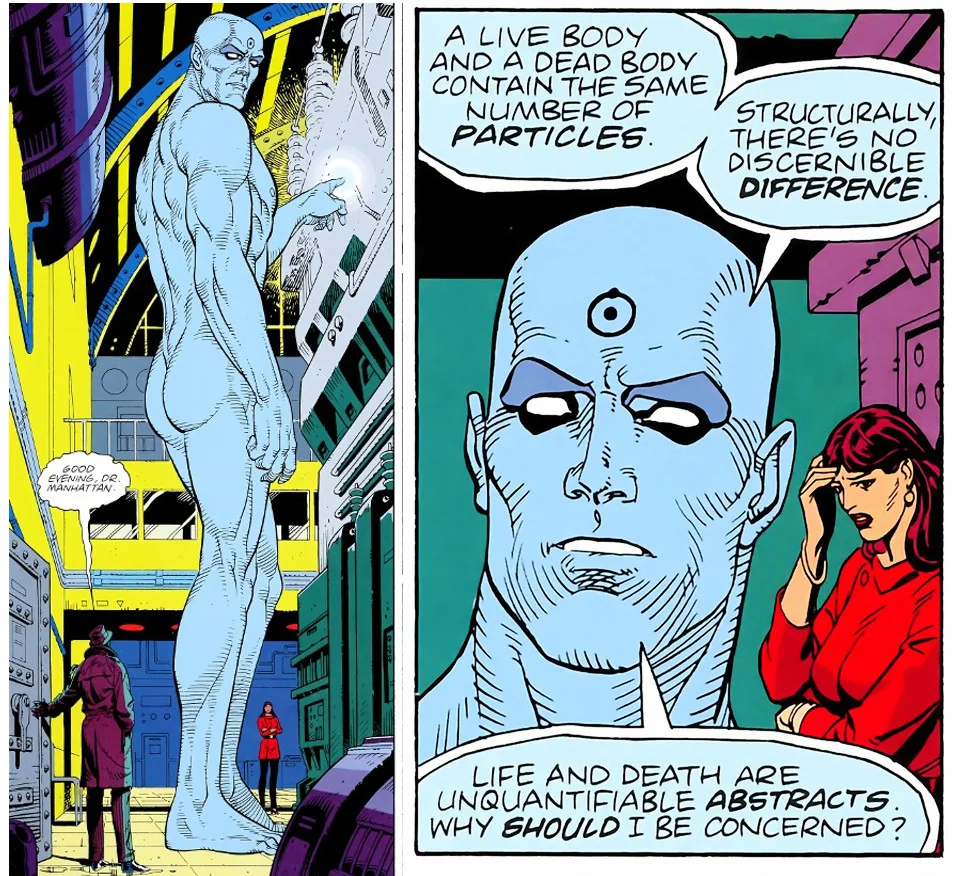 GOOD
EVENING, DR.
MANHATTAN.
A LIVE BODY
AND A DEAD BODY
CONTAIN THE SAME
NUMBER OF
PARTICLES.
STRUCTURALLY,
THERE'S NO
DISCERNIBLE
DIFFERENCE.
LIFE AND DEATH ARE
UNQUANTIFIABLE ABSTRACTS.
WHY SHOULD I BE CONCERNED?